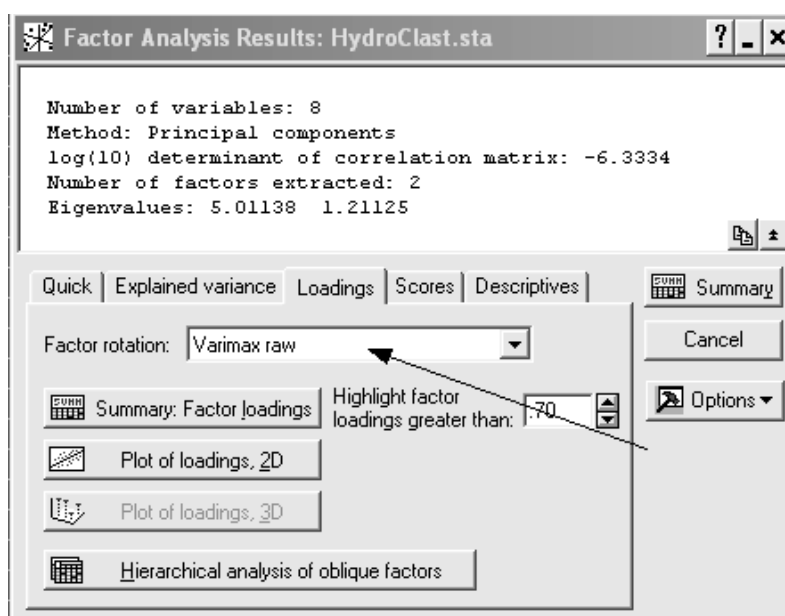 Factor Analysis Results: HydroClast.sta
Number of variables: 8
Method: Principal components
log(10) determinant of correlation matrix: -6.3334
Number of factors extracted: 2
Eigenvalues: 5.01138 1.21125
Quick Explained variance Loadings Scores Descriptives
Summary
Factor rotation: Varimax raw
Cancel
Summary: Factor loadings
Highlight factor
loadings greater than: .70
Options
Plot of loadings, 2D
Plot of loadings, 3D
Hierarchical analysis of oblique factors